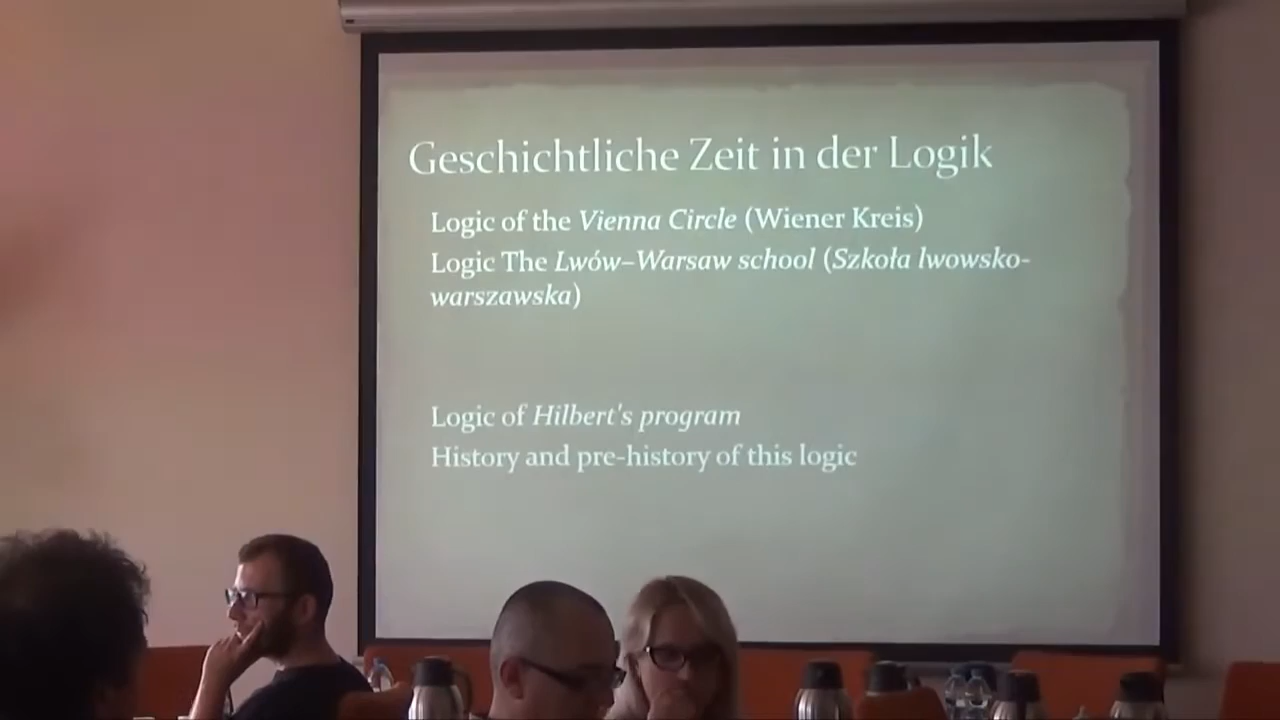 Geschichtliche Zeit in der Logik
Logic of the Vienna Circle (Wiener Kreis)
Logic The Lwów–Warsaw school (Szkoła lwowsko-
warszawska)
Logic of Hilbert's program
History and pre-history of this logic